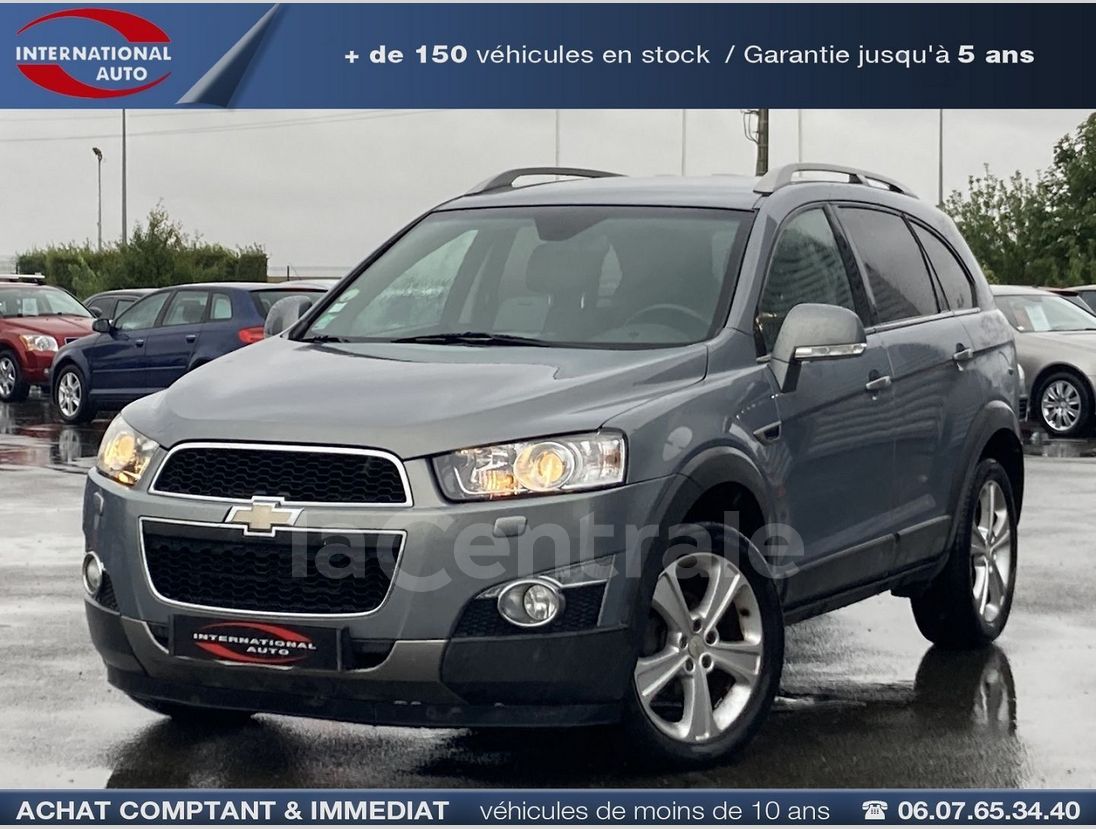 INTERNATIONAL
AUTO
+ de 150 véhicules en stock / Garantie jusqu'à 5 ans
laCentrale
INTERNATIONAL
AUTO
ACHAT COMPTANT & IMMEDIAT véhicules de moins de 10 ans ☎ 06.07.65.34.40